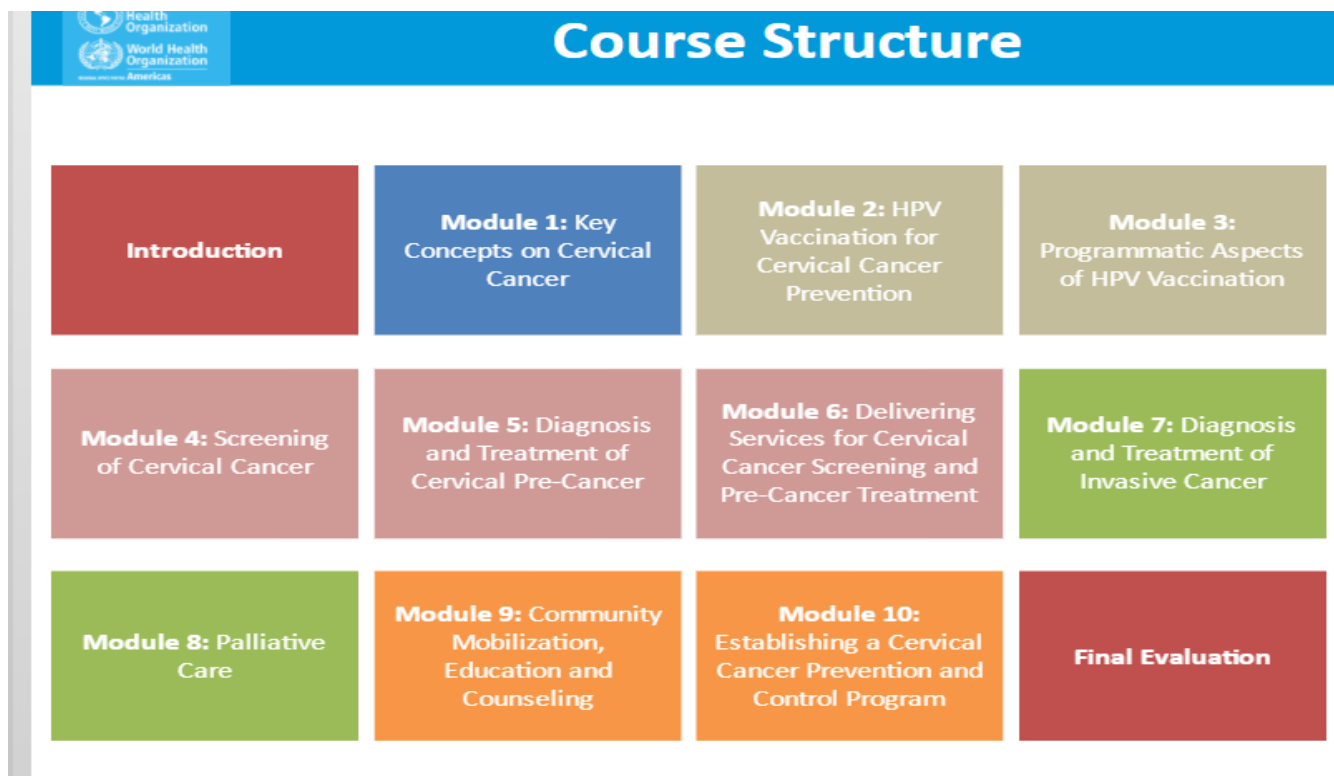 Health
Organization
World Health
Organization
Americas
Course Structure
Introduction
Module 1: Key
Concepts on Cervical
Cancer
Module 2: HPV
Vaccination for
Cervical Cancer
Prevention
Module 3:
Programmatic Aspects
of HPV Vaccination
Module 4: Screening
of Cervical Cancer
Module 5: Diagnosis
and Treatment of
Cervical Pre-Cancer
Module 6: Delivering
Services for Cervical
Cancer Screening and
Pre-Cancer Treatment
Module 7: Diagnosis
and Treatment of
Invasive Cancer
Module 8: Palliative
Care
Module 9: Community
Mobilization,
Education and
Counseling
Module 10:
Establishing a Cervical
Cancer Prevention and
Control Program
Final Evaluation